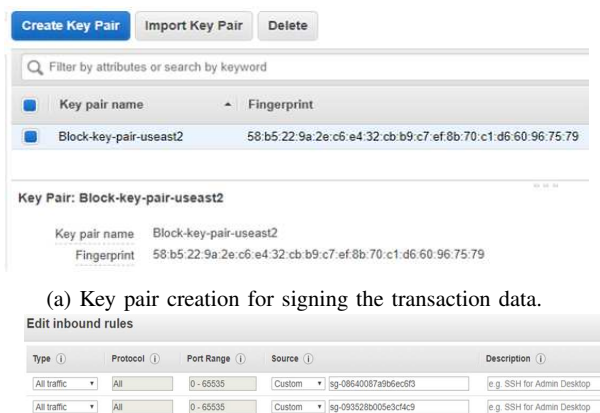 Create Key Pair Import Key Pair Delete
Filter by attributes or search by keyword
Key pair name Fingerprint
Block-key-pair-useast2 58:b5:22:9a:2e:c6:e4:32:cb:b9:c7:ef:8b:70:c1:d6:60:96:75:79
Key Pair: Block-key-pair-useast2
Key pair name Block-key-pair-useast2
Fingerprint 58:b5:22:9a:2e:c6:e4:32:cb:b9:c7:ef:8b:70:c1:d6:60:96:75:79
(a) Key pair creation for signing the transaction data.
Edit inbound rules
Type Protocol Port Range Source Description
All traffic All 0 - 65535 Custom sg-08640087a9b6ec6f3 e.g. SSH for Admin Desktop
All traffic All 0 - 65535 Custom sg-093528b005e3cf4c9 e.g. SSH for Admin Desktop